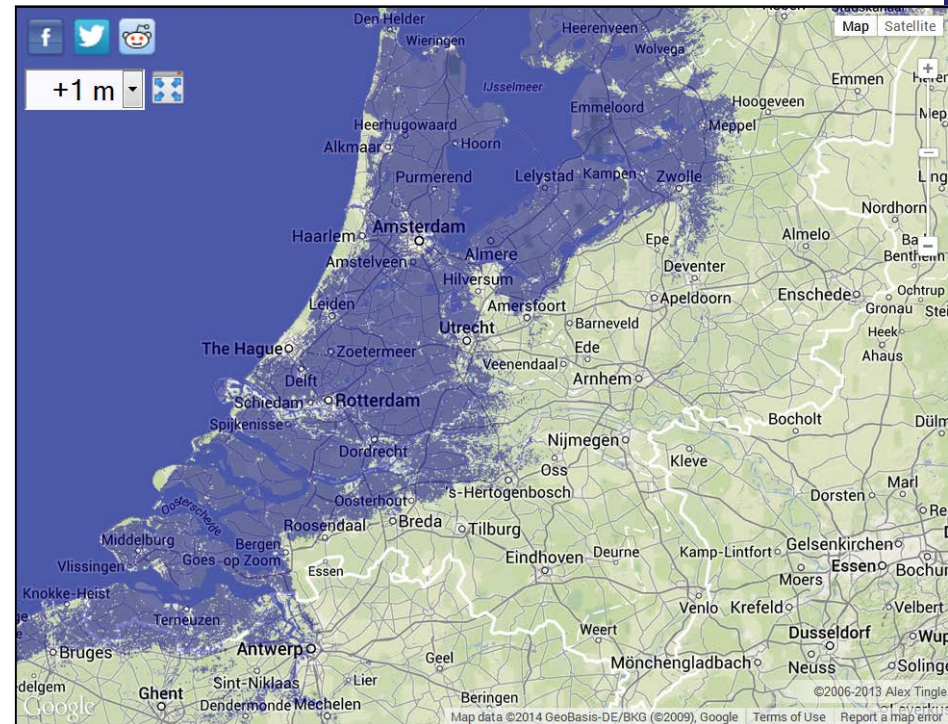 Den Helder
Heerenveen
Map Satellite
Wieringen
Wolvega
+1 m
IJsselmeer
Emmen
Emmeloord
Hoogeveen
Meppel
Heerhugowaard
Alkmaar
Hoorn
Purmerend
Lelystad
Kampen
Zwolle
Nordhorn
Amsterdam
Haarlem
Almelo
Epe
Almere
Amstelveen
Deventer
Hilversum
Enschede
Ochtrup
Leiden
Amersfoort
Apeldoorn
Gronau
Utrecht
Barneveld
Heek
The Hague
Zoetermeer
Ede
Ahaus
Veenendaal
Delft
Arnhem
Schiedam
Rotterdam
Spijkenisse
Bocholt
Dordrecht
Nijmegen
Kleve
Oss
Marl
Oosterschelde
Oosterhout
's-Hertogenbosch
Dorsten
Roosendaal
Breda
Tilburg
Middelburg
Bergen
Vlissingen
Goes
op Zoom
Eindhoven
Deurne
Kamp-Lintfort
Gelsenkirchen
Essen
Essen
Moers
Knokke-Heist
Venlo
Krefeld
Velbert
Terneuzen
Weert
Dusseldorf
Bruges
Antwerp
Geel
Mönchengladbach
Neuss
Sint-Niklaas
Lier
Ghent
Dendermonde
Mechelen
Beringen
©2006-2013 Alex Tingle
Google
Map data ©2014 GeoBasis-DE/BKG (©2009), Google Terms of Use Report a map error